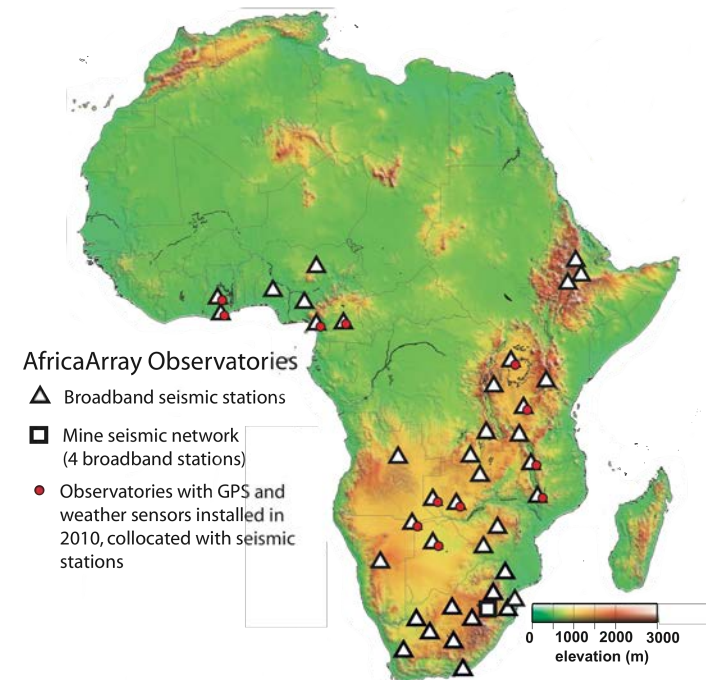 AfricaArray Observatories
Broadband seismic stations
Mine seismic network
(4 broadband stations)
Observatories with GPS and
weather sensors installed in
2010, collocated with seismic
stations
0 1000 2000 3000
elevation (m)